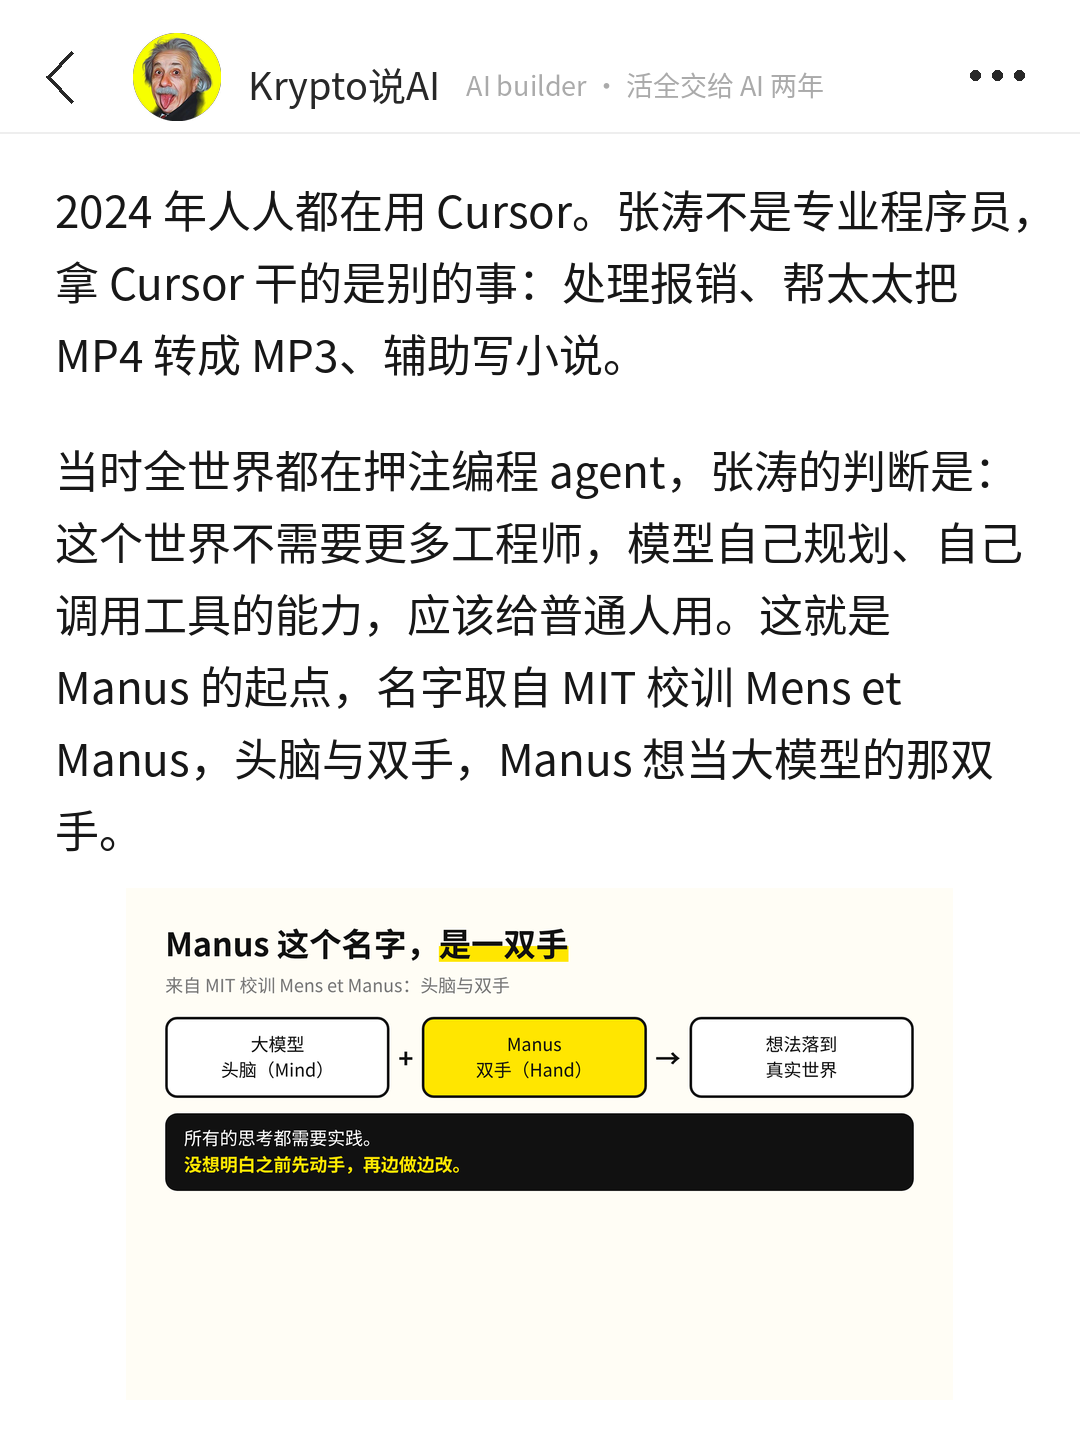 Krypto说AI AI builder · 活全交给 AI 两年
2024 年人人都在用 Cursor。张涛不是专业程序员，
拿 Cursor 干的是别的事：处理报销、帮太太把
MP4 转成 MP3、辅助写小说。
当时全世界都在押注编程 agent，张涛的判断是：
这个世界不需要更多工程师，模型自己规划、自己
调用工具的能力，应该给普通人用。这就是
Manus 的起点，名字取自 MIT 校训 Mens et
Manus，头脑与双手，Manus 想当大模型的那双
手。
Manus 这个名字，是一双手
来自 MIT 校训 Mens et Manus：头脑与双手
大模型
头脑（Mind）
+
Manus
双手（Hand）
→
想法落到
真实世界
所有的思考都需要实践。
没想明白之前先动手，再边做边改。